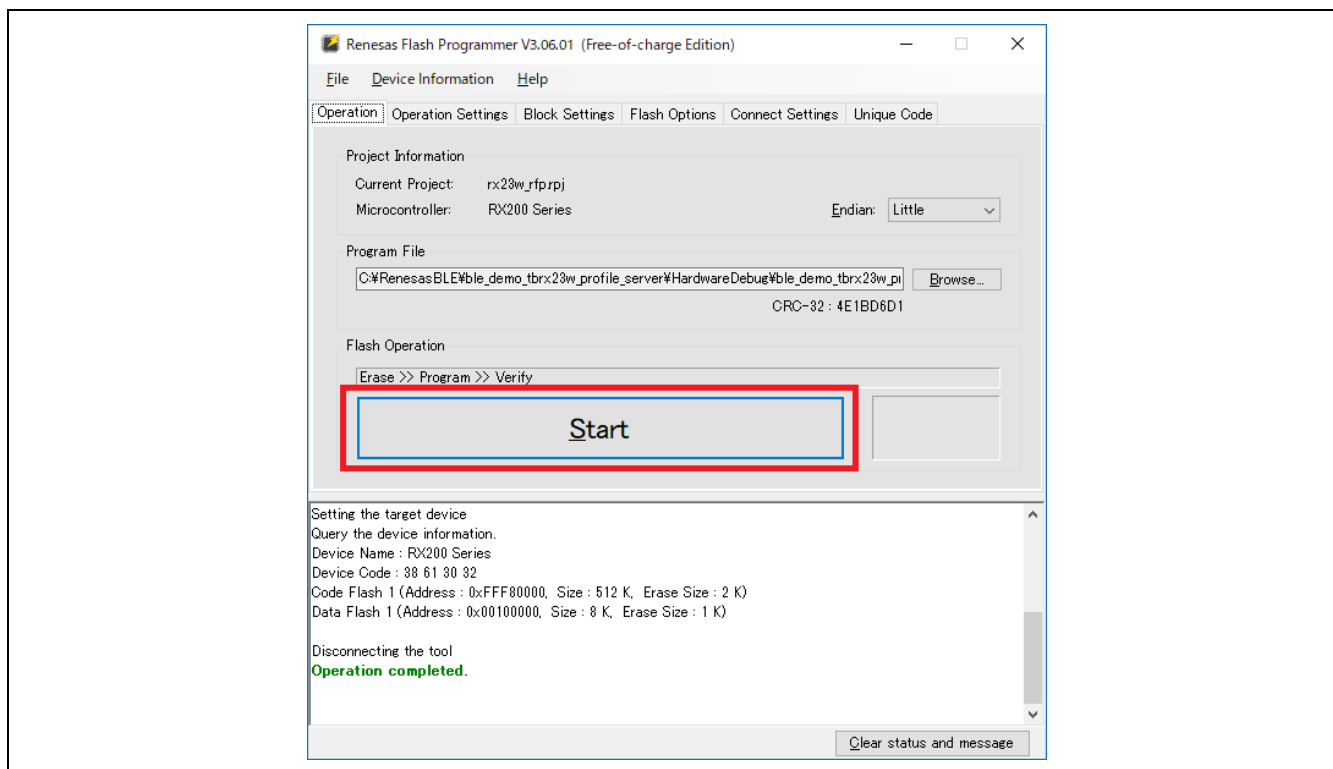 Renesas Flash Programmer V3.06.01 (Free-of-charge Edition)
File Device Information Help
Operation Operation Settings Block Settings Flash Options Connect Settings Unique Code
Project Information
Current Project: rx23w_rfp.rpj
Microcontroller: RX200 Series Endian: Little
Program File
C:¥RenesasBLE¥ble_demo_tbrx23w_profile_server¥HardwareDebug¥ble_demo_tbrx23w_pr Browse...
CRC-32 : 4E1BD6D1
Flash Operation
Erase >> Program >> Verify
Start
Setting the target device
Query the device information.
Device Name : RX200 Series
Device Code : 38 61 30 32
Code Flash 1 (Address : 0xFFF80000, Size : 512 K, Erase Size : 2 K)
Data Flash 1 (Address : 0x00100000, Size : 8 K, Erase Size : 1 K)
Disconnecting the tool
Operation completed.
Clear status and message